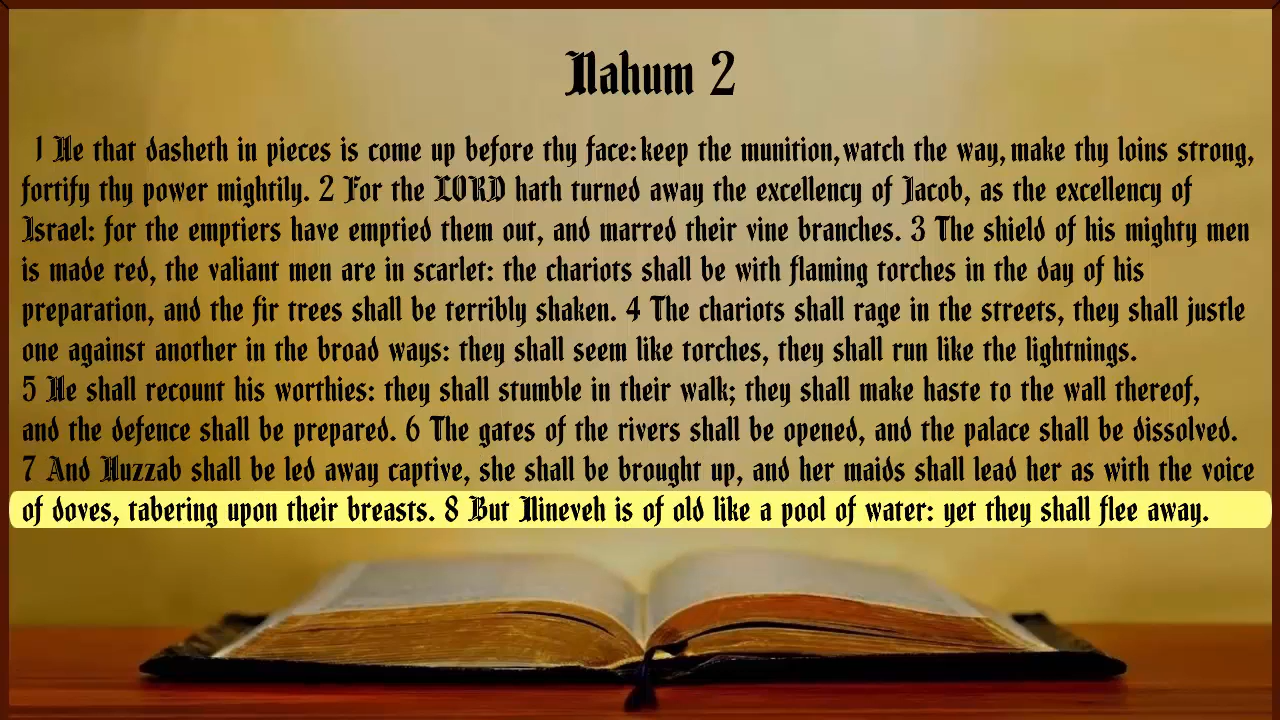 Nahum 2
1 He that dasheth in pieces is come up before thy face: keep the munition, watch the way, make thy loins strong,
fortify thy power mightily. 2 For the LORD hath turned away the excellency of Jacob, as the excellency of
Israel: for the emptiers have emptied them out, and marred their vine branches. 3 The shield of his mighty men
is made red, the valiant men are in scarlet: the chariots shall be with flaming torches in the day of his
preparation, and the fir trees shall be terribly shaken. 4 The chariots shall rage in the streets, they shall justle
one against another in the broad ways: they shall seem like torches, they shall run like the lightnings.
5 He shall recount his worthies: they shall stumble in their walk; they shall make haste to the wall thereof,
and the defence shall be prepared. 6 The gates of the rivers shall be opened, and the palace shall be dissolved.
7 And Huzzab shall be led away captive, she shall be brought up, and her maids shall lead her as with the voice
of doves, tabering upon their breasts. 8 But Nineveh is of old like a pool of water: yet they shall flee away.